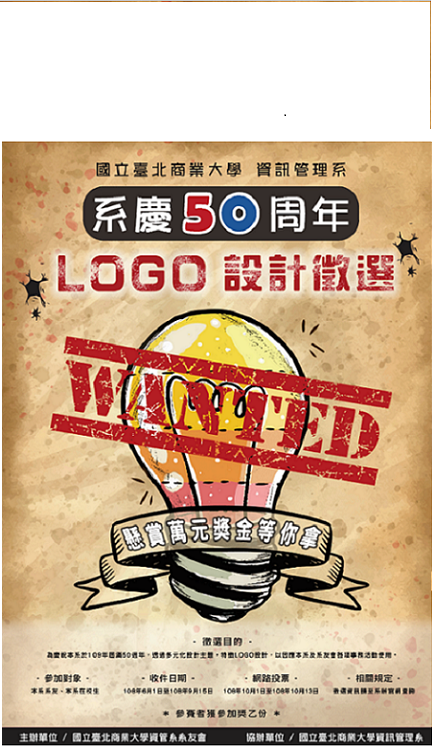 國立臺北商業大學 資訊管理系
系慶50周年
LOGO 設計徵選
WANTED
懸賞萬元獎金等你拿
- 徵選目的 -
為慶祝本系於109年屆滿50週年,透過多元化設計主意,特徵LOGO設計,以因應本系及系友會各項事務活動使用。
- 參加對象 - - 收件日期 - - 網路投票 - - 相關規定 -
本系系友、本系在校生 108年6月1日至108年9月15日 108年10月1日至108年10月13日
* 參賽者獲參加獎乙份 *
主辦單位 / 國立臺北商業大學資管系系友會 協辦單位 / 國立臺北商業大學資訊管理系